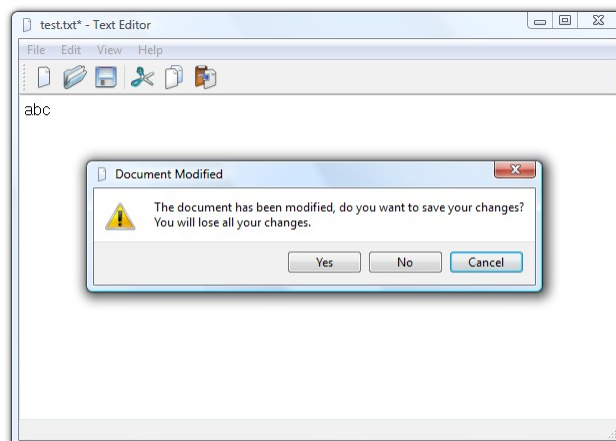 test.txt* - Text Editor
File Edit View Help
abc
Document Modified
The document has been modified, do you want to save your changes?
You will lose all your changes.
Yes No Cancel